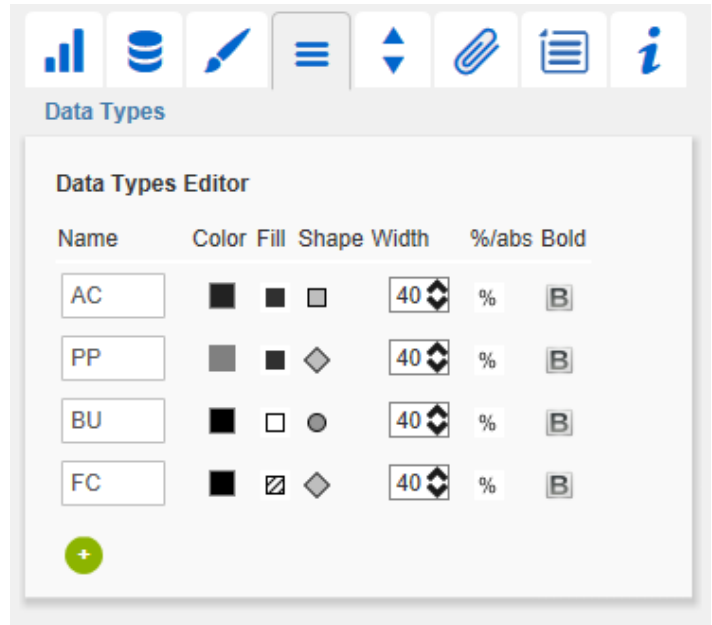 Data Types
Data Types Editor
Name Color Fill Shape Width %/abs Bold
AC 40 % B
PP 40 % B
BU 40 % B
FC 40 % B
+